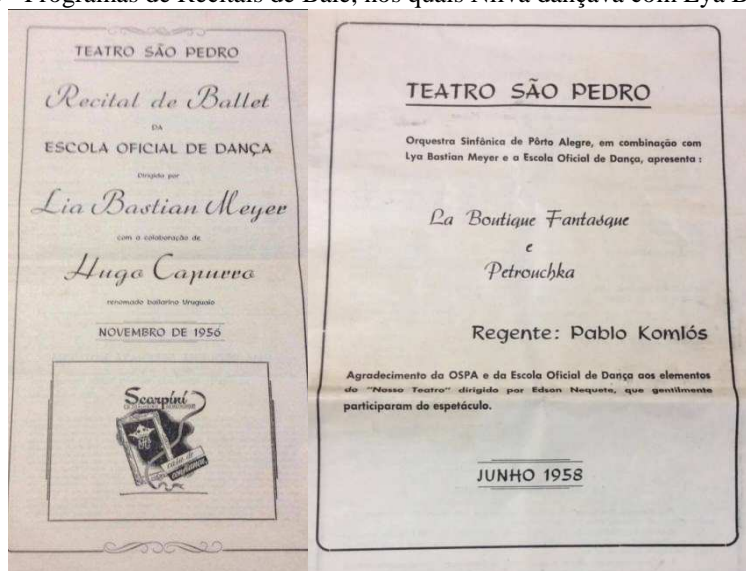 Programas de Recitais de Balé, nos quais Nilva dançava com Lya B
TEATRO SÃO PEDRO
Recital de Ballet
DA
ESCOLA OFICIAL DE DANÇA
Dirigido por
Lia Bastian Meyer
com a colaboração de
Hugo Capurro
renomado bailarino Uruguaio
NOVEMBRO DE 1956
Scarpini
casa de
confiança
TEATRO SÃO PEDRO
Orquestra Sinfônica de Pôrto Alegre, em combinação com
Lya Bastian Meyer e a Escola Oficial de Dança, apresenta :
La Boutique Fantasque
e
Petrouchka
Regente: Pablo Komlós
Agradecimento da OSPA e da Escola Oficial de Dança aos elementos
do "Nosso Teatro" dirigido por Edson Nequete, que gentilmente
participaram do espetáculo.
JUNHO 1958